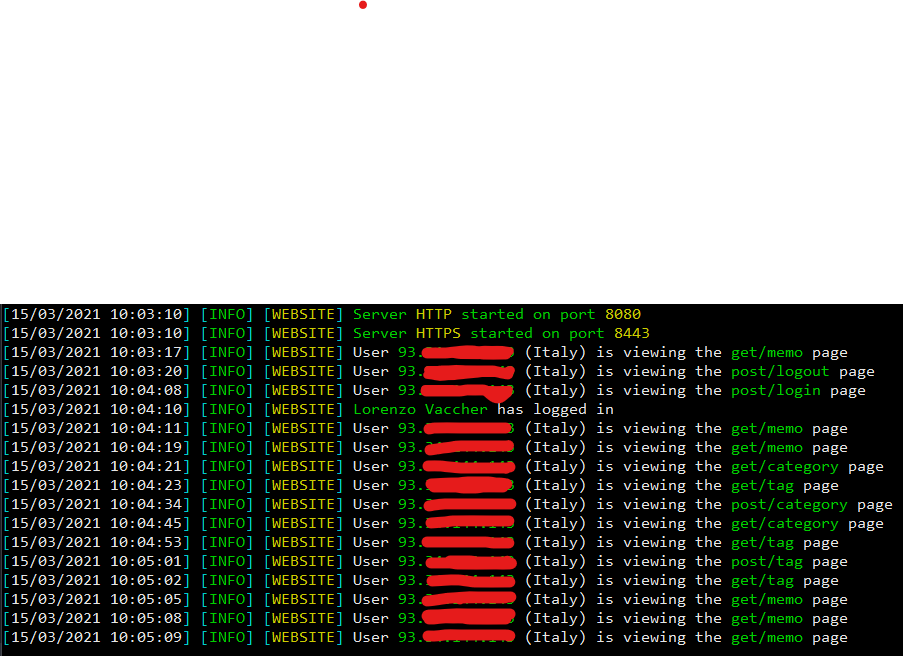 [15/03/2021 10:03:10] [INFO] [WEBSITE] Server HTTP started on port 8080
[15/03/2021 10:03:10] [INFO] [WEBSITE] Server HTTPS started on port 8443
[15/03/2021 10:03:17] [INFO] [WEBSITE] User 93. (Italy) is viewing the get/memo page
[15/03/2021 10:03:20] [INFO] [WEBSITE] User 93. (Italy) is viewing the post/logout page
[15/03/2021 10:04:08] [INFO] [WEBSITE] User 93. (Italy) is viewing the post/login page
[15/03/2021 10:04:10] [INFO] [WEBSITE] Lorenzo Vaccher has logged in
[15/03/2021 10:04:11] [INFO] [WEBSITE] User 93. (Italy) is viewing the get/memo page
[15/03/2021 10:04:19] [INFO] [WEBSITE] User 93. (Italy) is viewing the get/memo page
[15/03/2021 10:04:21] [INFO] [WEBSITE] User 93. (Italy) is viewing the get/category page
[15/03/2021 10:04:23] [INFO] [WEBSITE] User 93. (Italy) is viewing the get/tag page
[15/03/2021 10:04:34] [INFO] [WEBSITE] User 93. (Italy) is viewing the post/category page
[15/03/2021 10:04:45] [INFO] [WEBSITE] User 93. (Italy) is viewing the get/category page
[15/03/2021 10:04:53] [INFO] [WEBSITE] User 93. (Italy) is viewing the get/tag page
[15/03/2021 10:05:01] [INFO] [WEBSITE] User 93. (Italy) is viewing the post/tag page
[15/03/2021 10:05:02] [INFO] [WEBSITE] User 93. (Italy) is viewing the get/tag page
[15/03/2021 10:05:05] [INFO] [WEBSITE] User 93. (Italy) is viewing the get/memo page
[15/03/2021 10:05:08] [INFO] [WEBSITE] User 93. (Italy) is viewing the get/memo page
[15/03/2021 10:05:09] [INFO] [WEBSITE] User 93. (Italy) is viewing the get/memo page